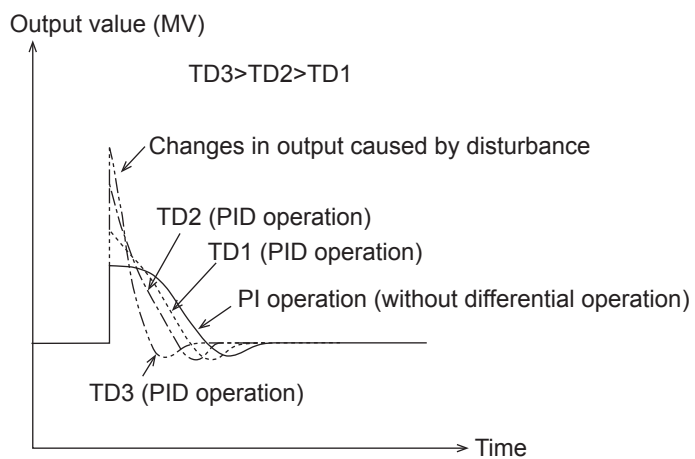 Output value (MV)
TD3>TD2>TD1
Changes in output caused by disturbance
TD2 (PID operation)
TD1 (PID operation)
PI operation (without differential operation)
TD3 (PID operation)
Time